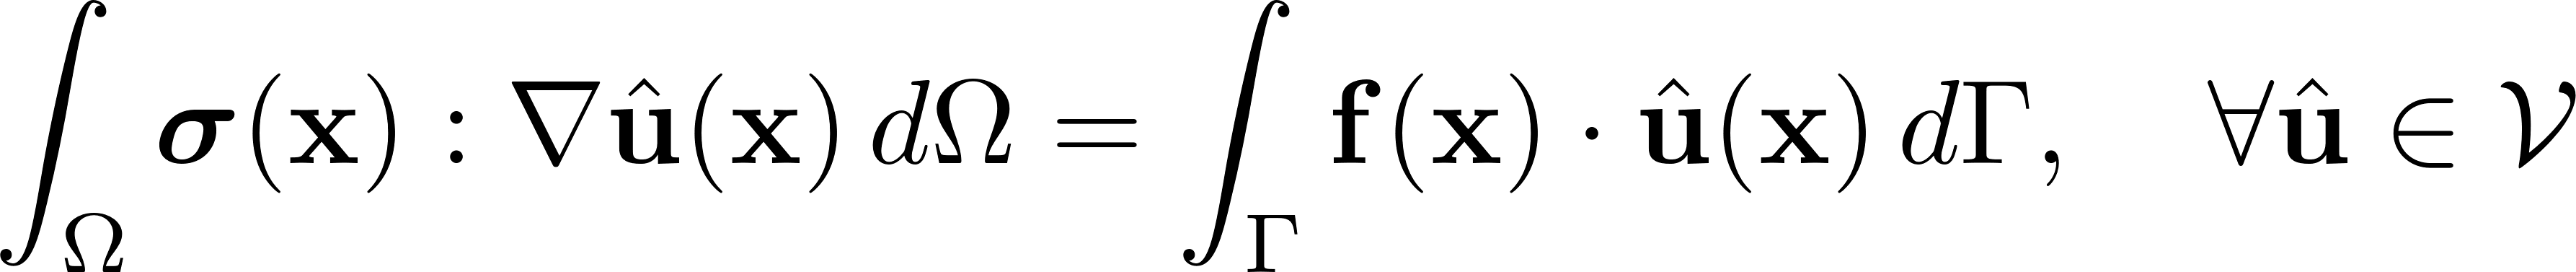 ∫_Ω 𝛔(𝐱) : ∇𝐮̂(𝐱) dΩ = ∫_Γ 𝐟(𝐱) · 𝐮̂(𝐱) dΓ, ∀𝐮̂ ∈ 𝒱